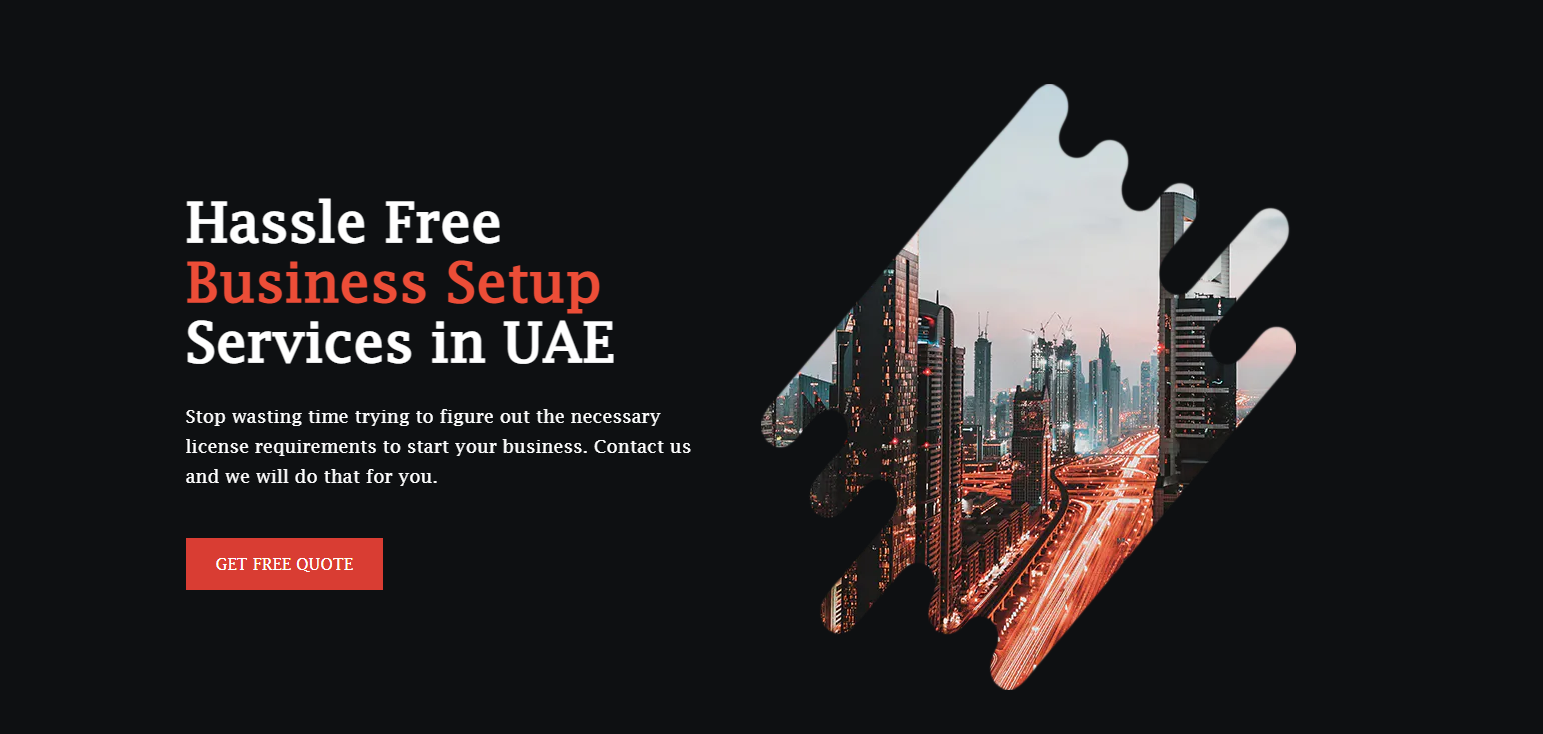 Hassle Free
Business Setup
Services in UAE
Stop wasting time trying to figure out the necessary
license requirements to start your business. Contact us
and we will do that for you.
GET FREE QUOTE